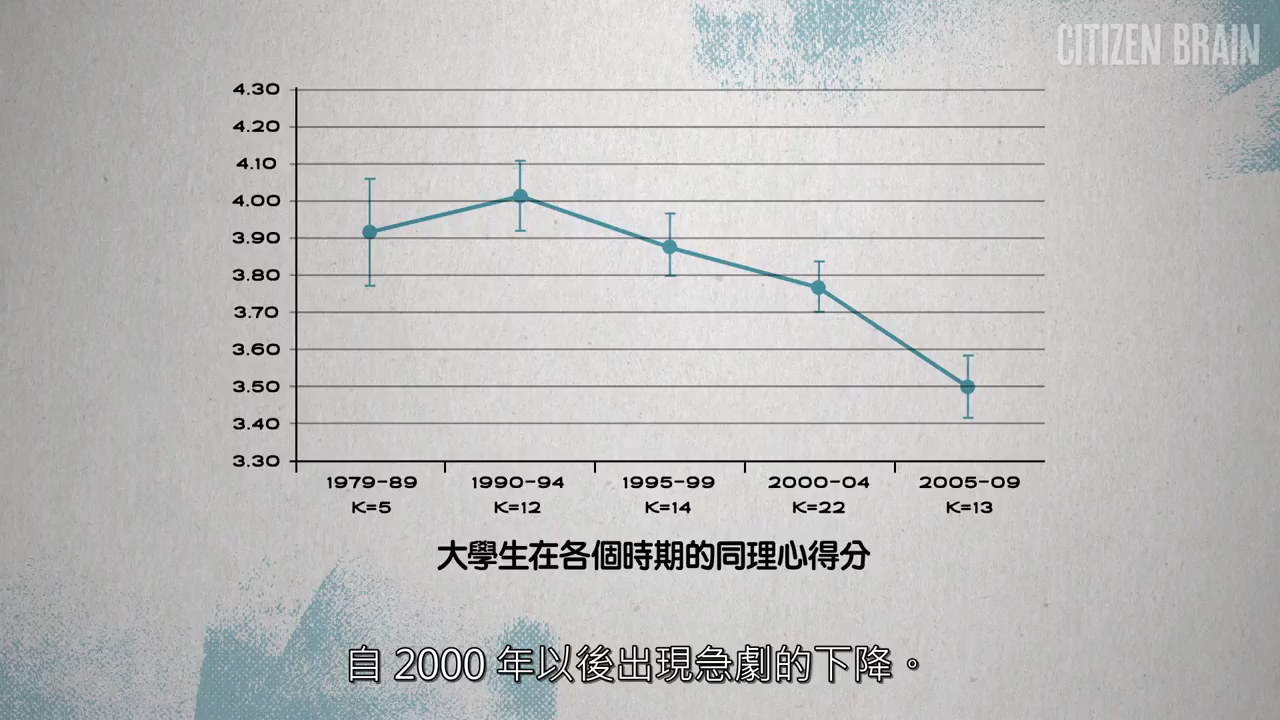 CITIZEN BRAIN
4.30
4.20
4.10
4.00
3.90
3.80
3.70
3.60
3.50
3.40
3.30
1979-89 1990-94 1995-99 2000-04 2005-09
K=5 K=12 K=14 K=22 K=13
大學生在各個時期的同理心得分
自 2000 年以後出現急劇的下降。